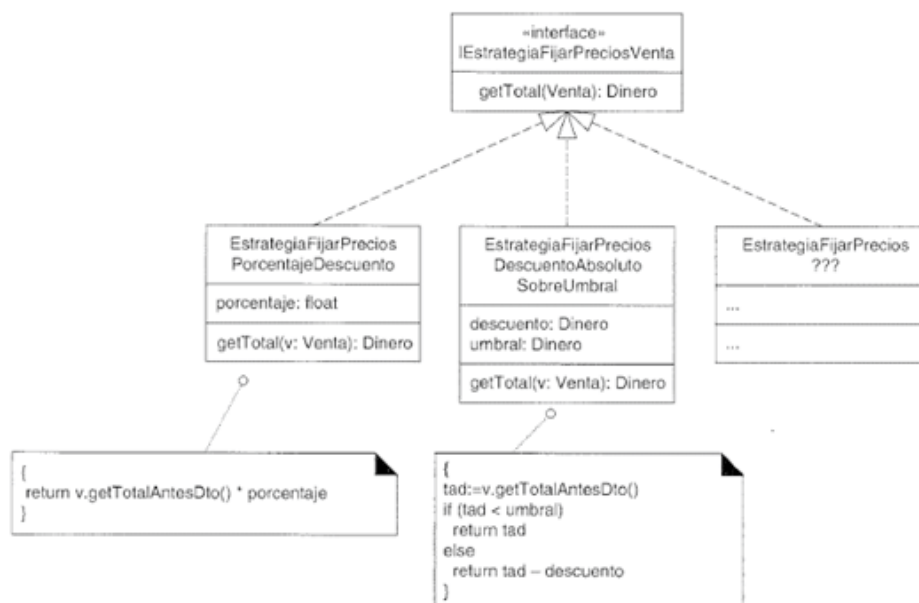 «interface»
IEstrategiaFijarPreciosVenta
getTotal(Venta): Dinero
EstrategiaFijarPrecios
PorcentajeDescuento
porcentaje: float
getTotal(v: Venta): Dinero
EstrategiaFijarPrecios
DescuentoAbsoluto
SobreUmbral
descuento: Dinero
umbral: Dinero
getTotal(v: Venta): Dinero
EstrategiaFijarPrecios
???
...
...
{
return v.getTotalAntesDto() * porcentaje
}
{
tad:=v.getTotalAntesDto()
if (tad < umbral)
return tad
else
return tad – descuento
}